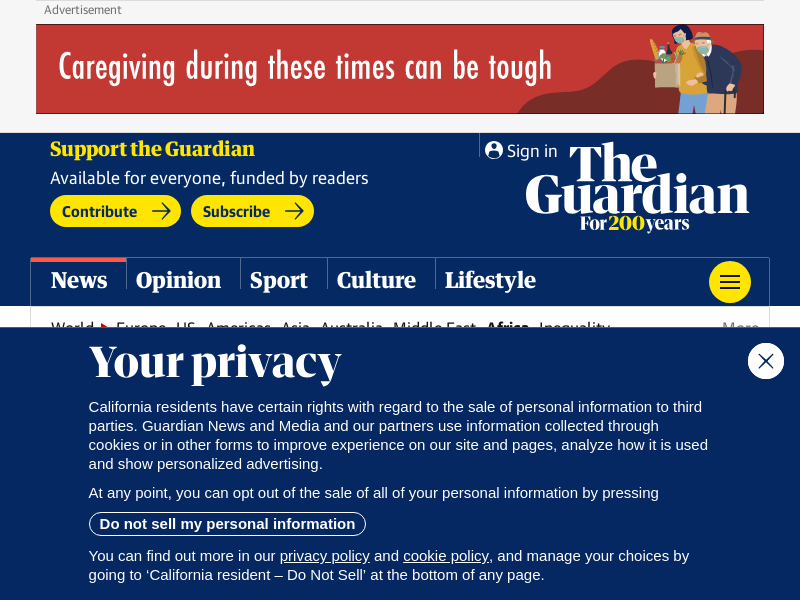 Advertisement
Caregiving during these times can be tough
Support the Guardian
Sign in
Available for everyone, funded by readers
Contribute
Subscribe
The
Guardian
For 200 years
News
Opinion
Sport
Culture
Lifestyle
World Europe US Americas Asia Australia Middle East Africa Inequality More
Your privacy
California residents have certain rights with regard to the sale of personal information to third
parties. Guardian News and Media and our partners use information collected through
cookies or in other forms to improve experience on our site and pages, analyze how it is used
and show personalized advertising.
At any point, you can opt out of the sale of all of your personal information by pressing
Do not sell my personal information
You can find out more in our privacy policy and cookie policy, and manage your choices by
going to ‘California resident – Do Not Sell’ at the bottom of any page.